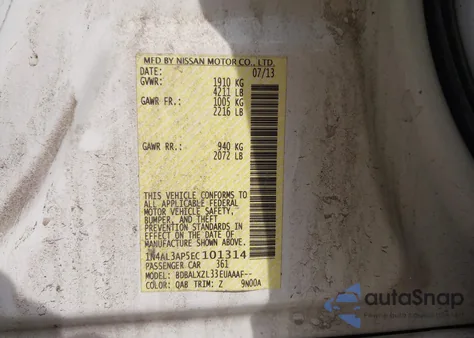 MFD BY NISSAN MOTOR CO., LTD.
DATE: 07/13
GVWR: 1910 KG
4211 LB
GAWR FR.: 1005 KG
2216 LB
GAWR RR.: 940 KG
2072 LB
THIS VEHICLE CONFORMS TO
ALL APPLICABLE FEDERAL
MOTOR VEHICLE SAFETY,
BUMPER, AND THEFT
PREVENTION STANDARDS IN
EFFECT ON THE DATE OF
MANUFACTURE SHOWN ABOVE.
1N4AL3AP5EC101314
PASSENGER CAR 361
MODEL: BDBALXZL33EUAAAF--
COLOR: QAB TRIM: Z 9N00A
autoSnap